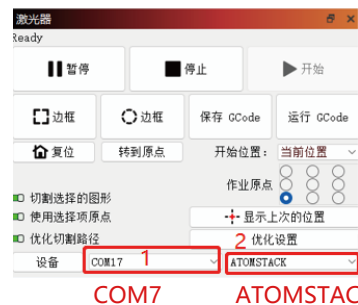 激光器
Ready
暂停 停止 开始
边框 边框 保存 GCode 运行 GCode
复位 转到原点 开始位置: 当前位置
切割选择的图形 作业原点
使用选择项原点 显示上次的位置
优化切割路径 2 优化设置
设备 COM17 1 ATOMSTACK
COM7 ATOMSTAC